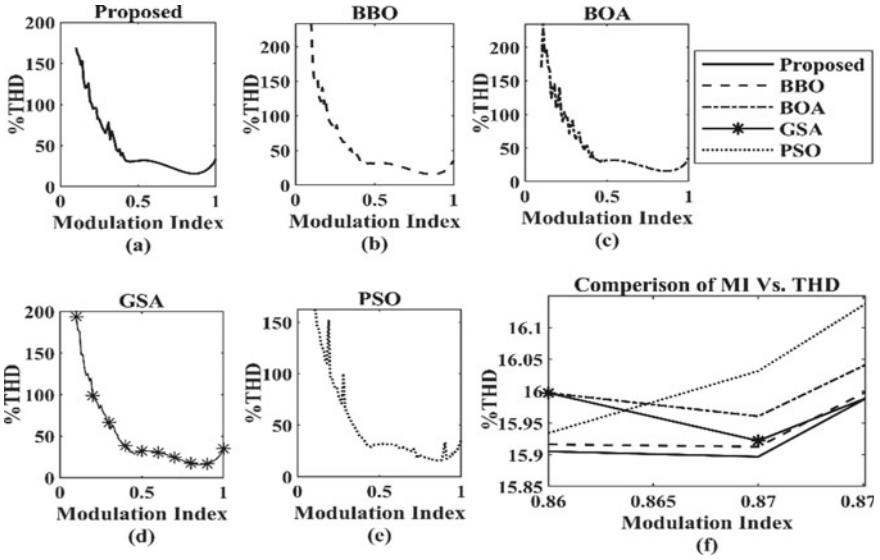 Proposed
BBO
BOA
200
150
100
50
0
%THD
0
0.5
1
Modulation Index
(a)
200
150
100
50
0
%THD
0
0.5
1
Modulation Index
(b)
200
150
100
50
0
%THD
0
0.5
1
Modulation Index
(c)
Proposed
BBO
BOA
GSA
PSO
GSA
PSO
Comparison of MI Vs. THD
200
150
100
50
0
%THD
0
0.5
1
Modulation Index
(d)
150
100
50
0
%THD
0
0.5
1
Modulation Index
(e)
16.1
16.05
16
15.95
15.9
15.85
%THD
0.86
0.865
0.87
0.87
Modulation Index
(f)